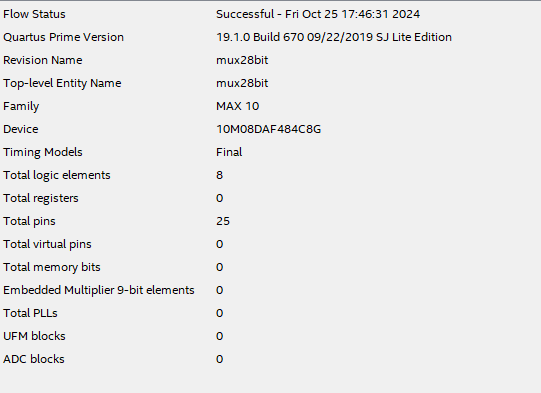 Flow Status Successful - Fri Oct 25 17:46:31 2024
Quartus Prime Version 19.1.0 Build 670 09/22/2019 SJ Lite Edition
Revision Name mux28bit
Top-level Entity Name mux28bit
Family MAX 10
Device 10M08DAF484C8G
Timing Models Final
Total logic elements 8
Total registers 0
Total pins 25
Total virtual pins 0
Total memory bits 0
Embedded Multiplier 9-bit elements 0
Total PLLs 0
UFM blocks 0
ADC blocks 0